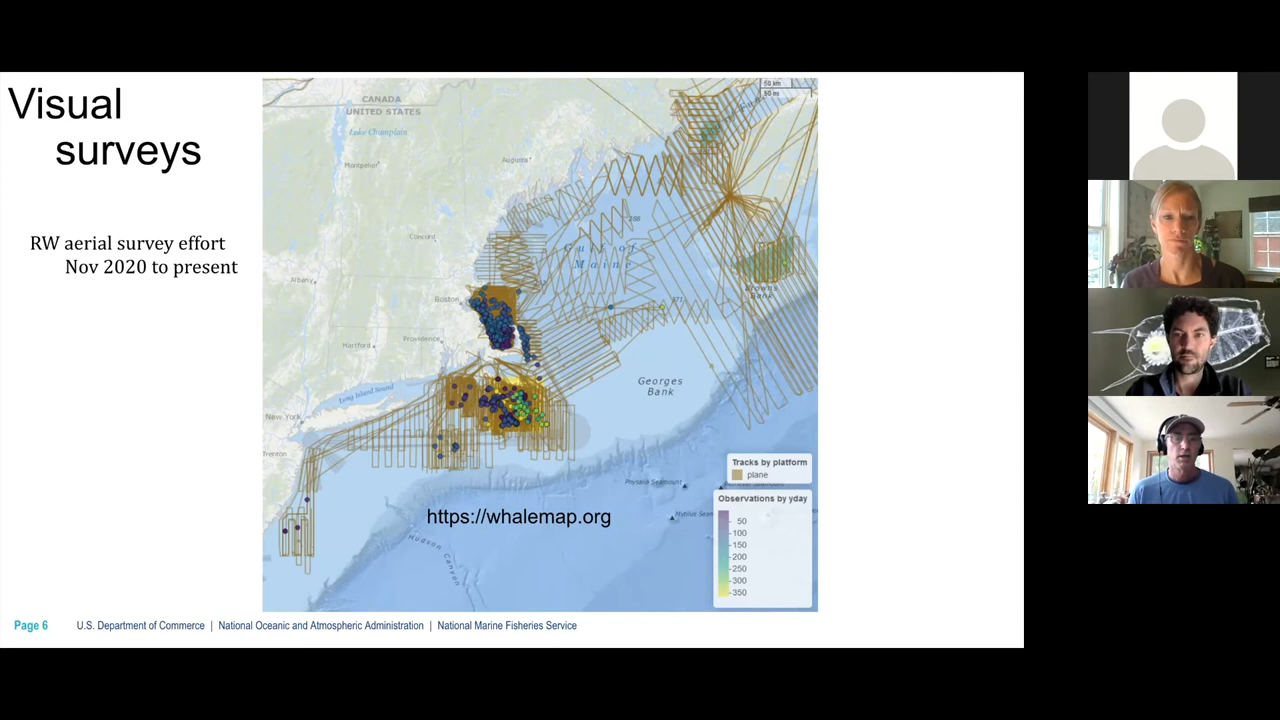 Visual
surveys
RW aerial survey effort
Nov 2020 to present
50 km
50 mi
CANADA
UNITED STATES
Lake Champlain
Montpelier
Augusta
Concord
Gulf of
Maine
Albany
Boston
Browns
Bank
Providence
Hartford
Long Island Sound
Georges
Bank
New York
Trenton
Tracks by platform
plane
Physalia Seamount
Observations by yday
Mytilus Seam
50
100
150
200
250
300
350
https://whalemap.org
Hudson Canyon
Page 6 U.S. Department of Commerce | National Oceanic and Atmospheric Administration | National Marine Fisheries Service